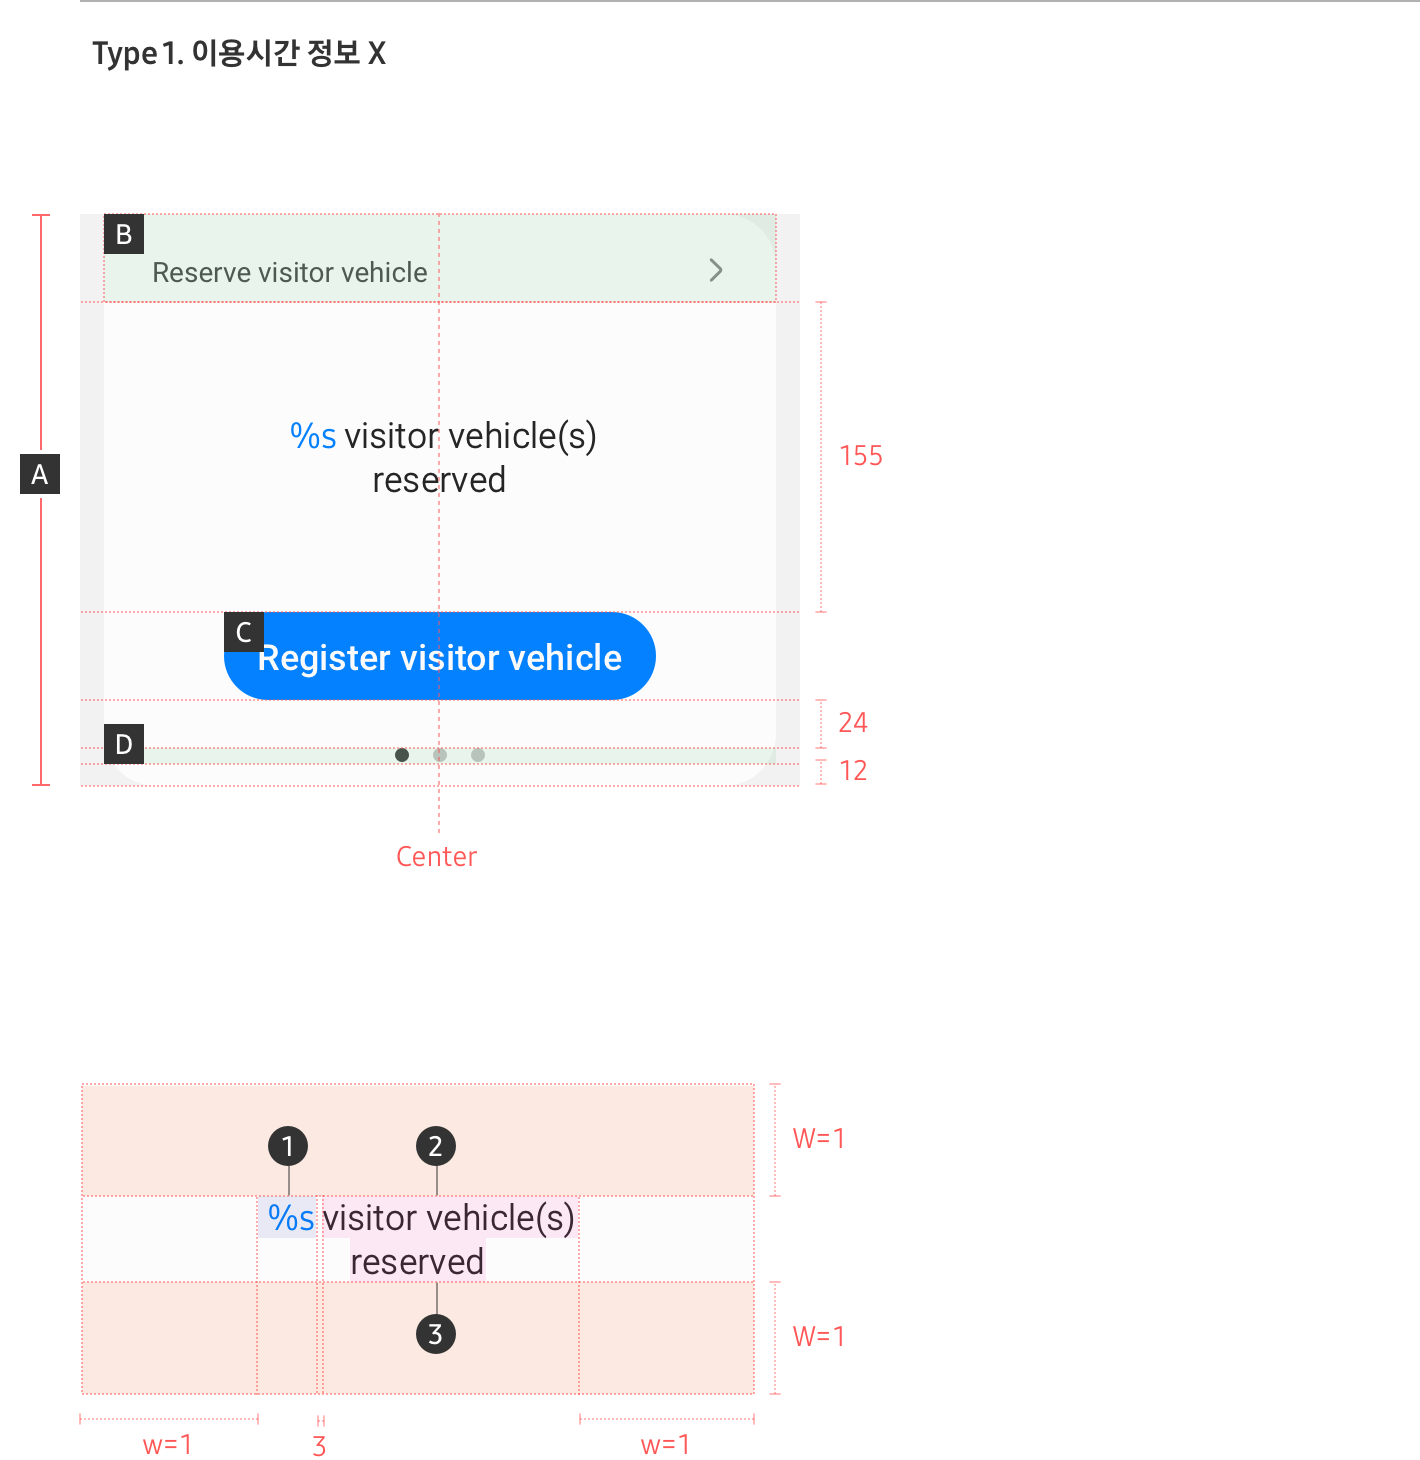 Type 1. 이용시간 정보 X
B
Reserve visitor vehicle
A
%s visitor vehicle(s)
reserved
155
C
Register visitor vehicle
24
D
12
Center
1
2
W=1
%s visitor vehicle(s)
reserved
3
W=1
w=1
3
w=1